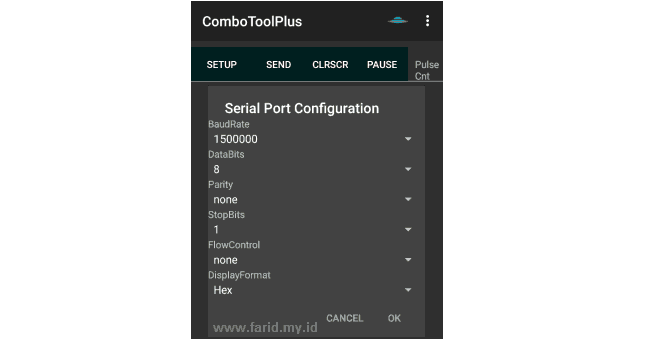 ComboToolPlus
SETUP SEND CLRSCR PAUSE Pulse Cnt
Serial Port Configuration
BaudRate
1500000
DataBits
8
Parity
none
StopBits
1
FlowControl
none
DisplayFormat
Hex
CANCEL OK
www.farid.my.id